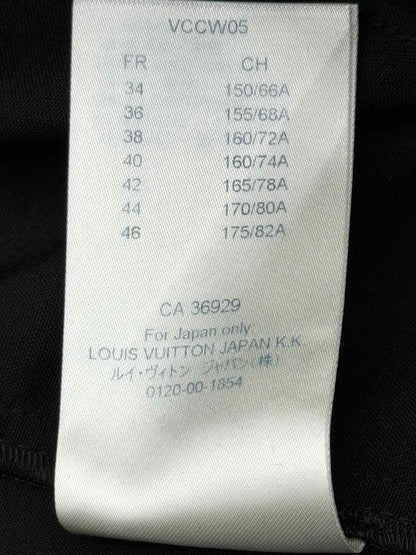 VCCW05
FR CH
34 150/66A
36 155/68A
38 160/72A
40 160/74A
42 165/78A
44 170/80A
46 175/82A
CA 36929
For Japan only.
LOUIS VUITTON JAPAN K.K
ルイ・ヴィトン ジャパン(株)
0120-00-1854